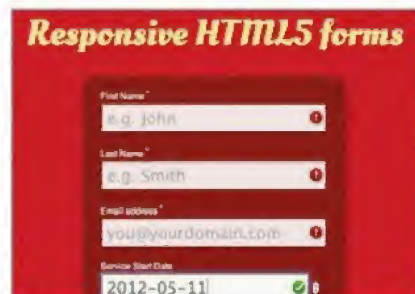 Responsive HTML5 forms
First Name*
e.g. John
Last Name*
e.g. Smith
Email address*
you@yourdomain.com
Service Start Date
2012-05-11